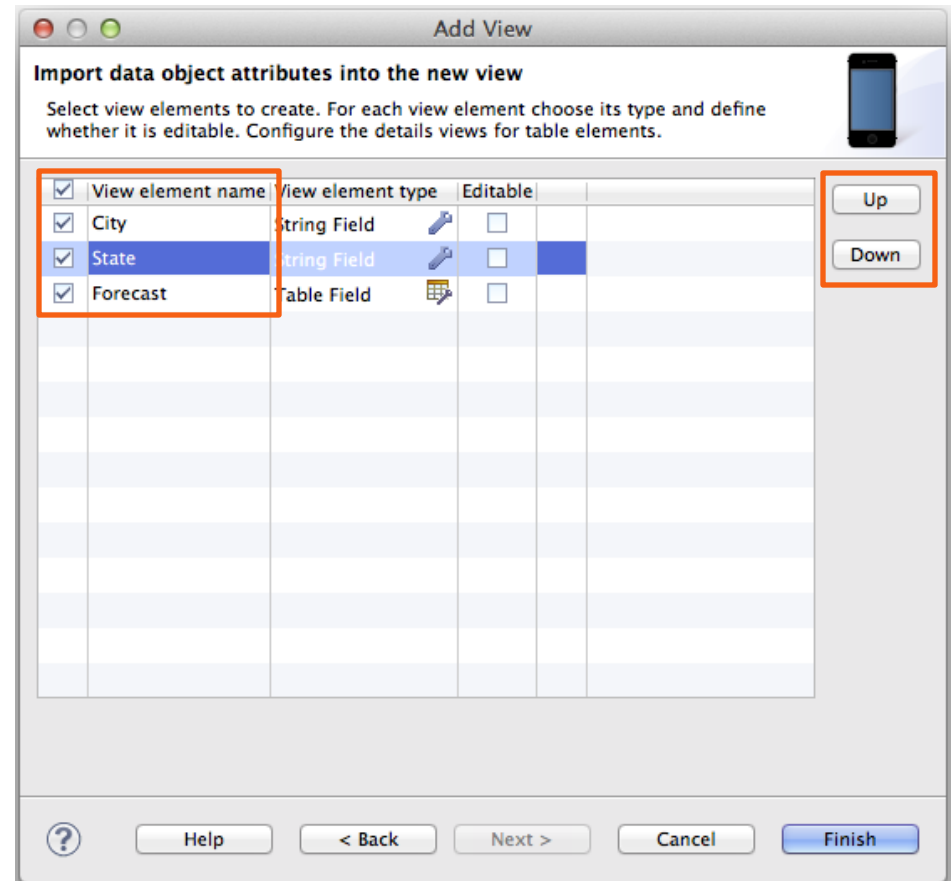 Add View
Import data object attributes into the new view
Select view elements to create. For each view element choose its type and define
whether it is editable. Configure the details views for table elements.
View element name View element type Editable
City String Field
State String Field
Forecast Table Field
Up
Down
? Help < Back Next > Cancel Finish